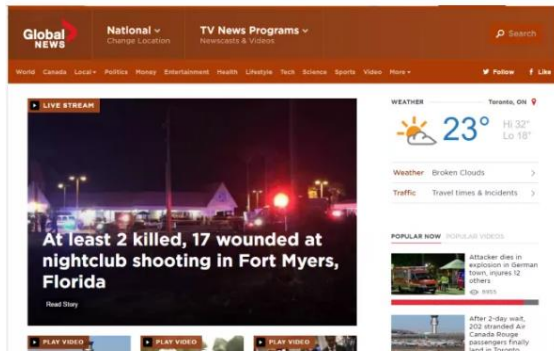 Global
NEWS
National
Change Location
TV News Programs
Newscasts & Videos
Search
World Canada Local Politics Money Entertainment Health Lifestyle Tech Science Sports Video More
Follow Like
LIVE STREAM
At least 2 killed, 17 wounded at
nightclub shooting in Fort Myers,
Florida
Read Story
PLAY VIDEO
PLAY VIDEO
PLAY VIDEO
WEATHER Toronto, ON
23° Hi 32°
Lo 18°
Weather Broken Clouds
Traffic Travel times & Incidents
POPULAR NOW POPULAR VIDEOS
Attacker dies in
explosion in German
town, injures 12
others
After 2-day wait,
202 stranded Air
Canada Rouge
passengers finally
land in Toronto